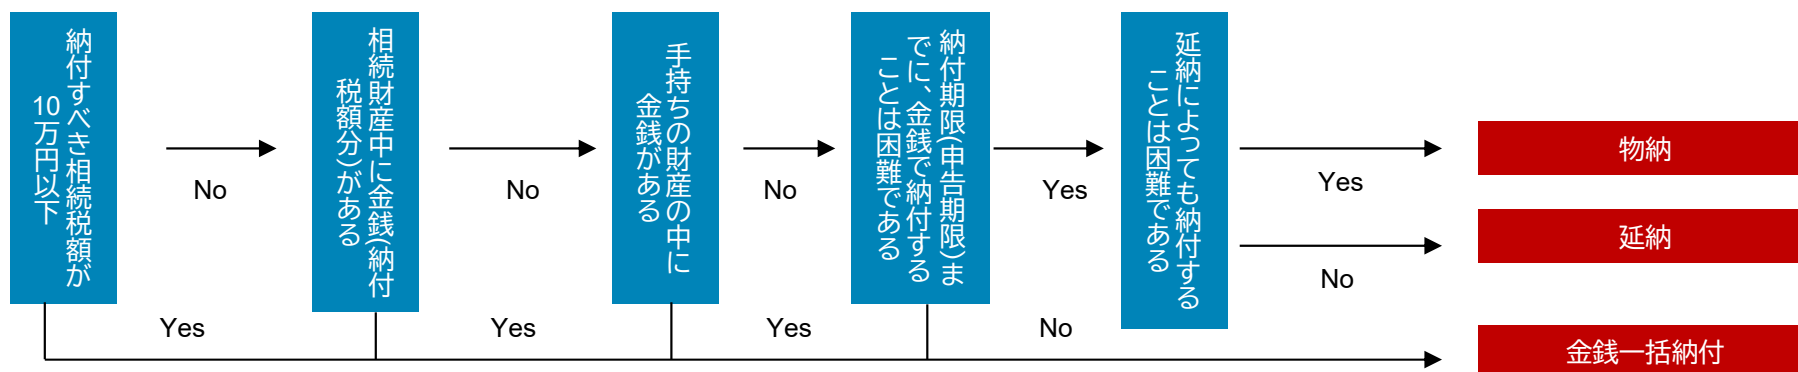 納付すべき相続税額が
10万円以下
No
Yes
相続財産中に金銭(納付
税額分)がある
No
Yes
手持ちの財産の中に
金銭がある
No
Yes
納付期限(申告期限)ま
でに、金銭で納付する
ことは困難である
Yes
No
延納によっても納付する
ことは困難である
Yes
No
物納
延納
金銭一括納付